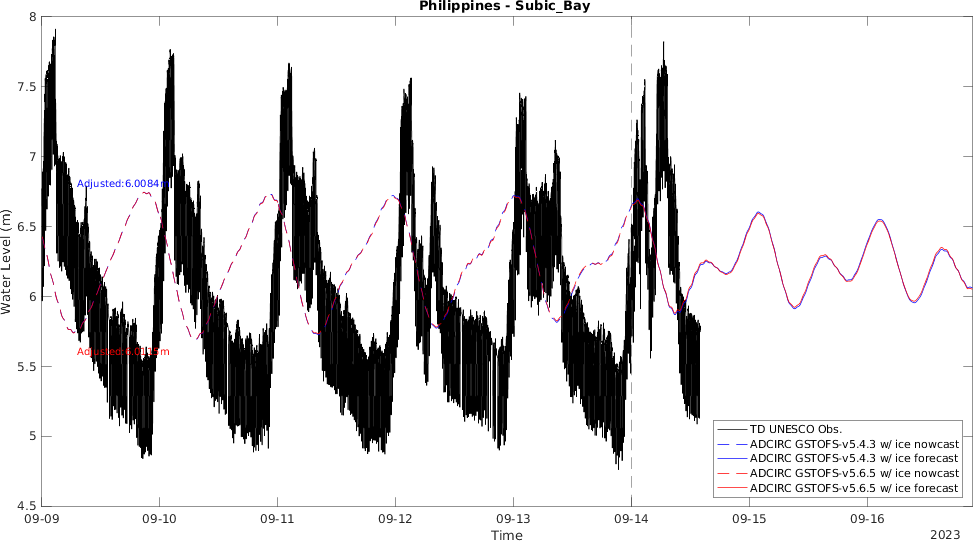 Philippines - Subic_Bay
8
7.5
7
6.5
6
5.5
5
4.5
Water Level (m)
Adjusted:6.0084m
TD UNESCO Obs.
ADCIRC GSTOFS-v5.4.3 w/ ice nowcast
ADCIRC GSTOFS-v5.4.3 w/ ice forecast
ADCIRC GSTOFS-v5.6.5 w/ ice nowcast
ADCIRC GSTOFS-v5.6.5 w/ ice forecast
09-09 09-10 09-11 09-12 09-13 09-14 09-15 09-16
Time
2023